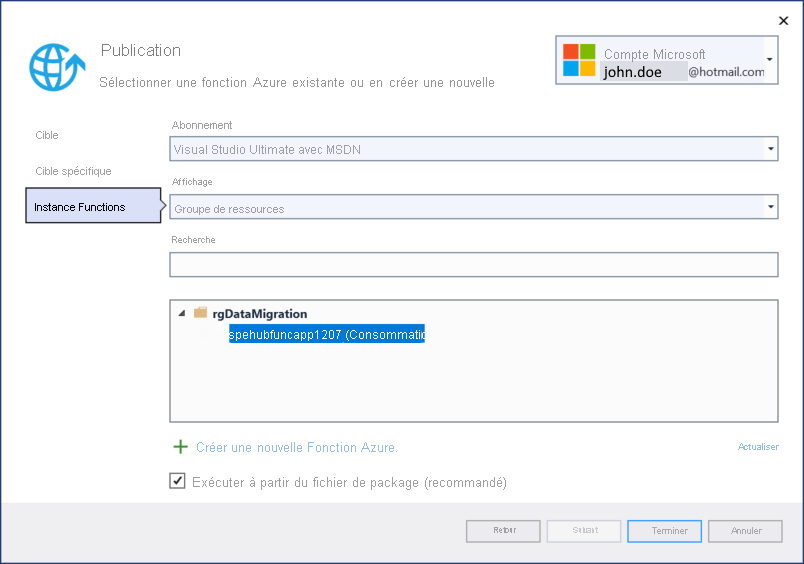 Publication
Sélectionner une fonction Azure existante ou en créer une nouvelle
Compte Microsoft
john.doe @hotmail.com
Cible
Cible spécifique
Instance Functions
Abonnement
Visual Studio Ultimate avec MSDN
Affichage
Groupe de ressources
Recherche
rgDataMigration
spehubfuncapp1207 (Consommatic
Créer une nouvelle Fonction Azure.
Actualiser
Exécuter à partir du fichier de package (recommandé)
Retour
Suivant
Terminer
Annuler